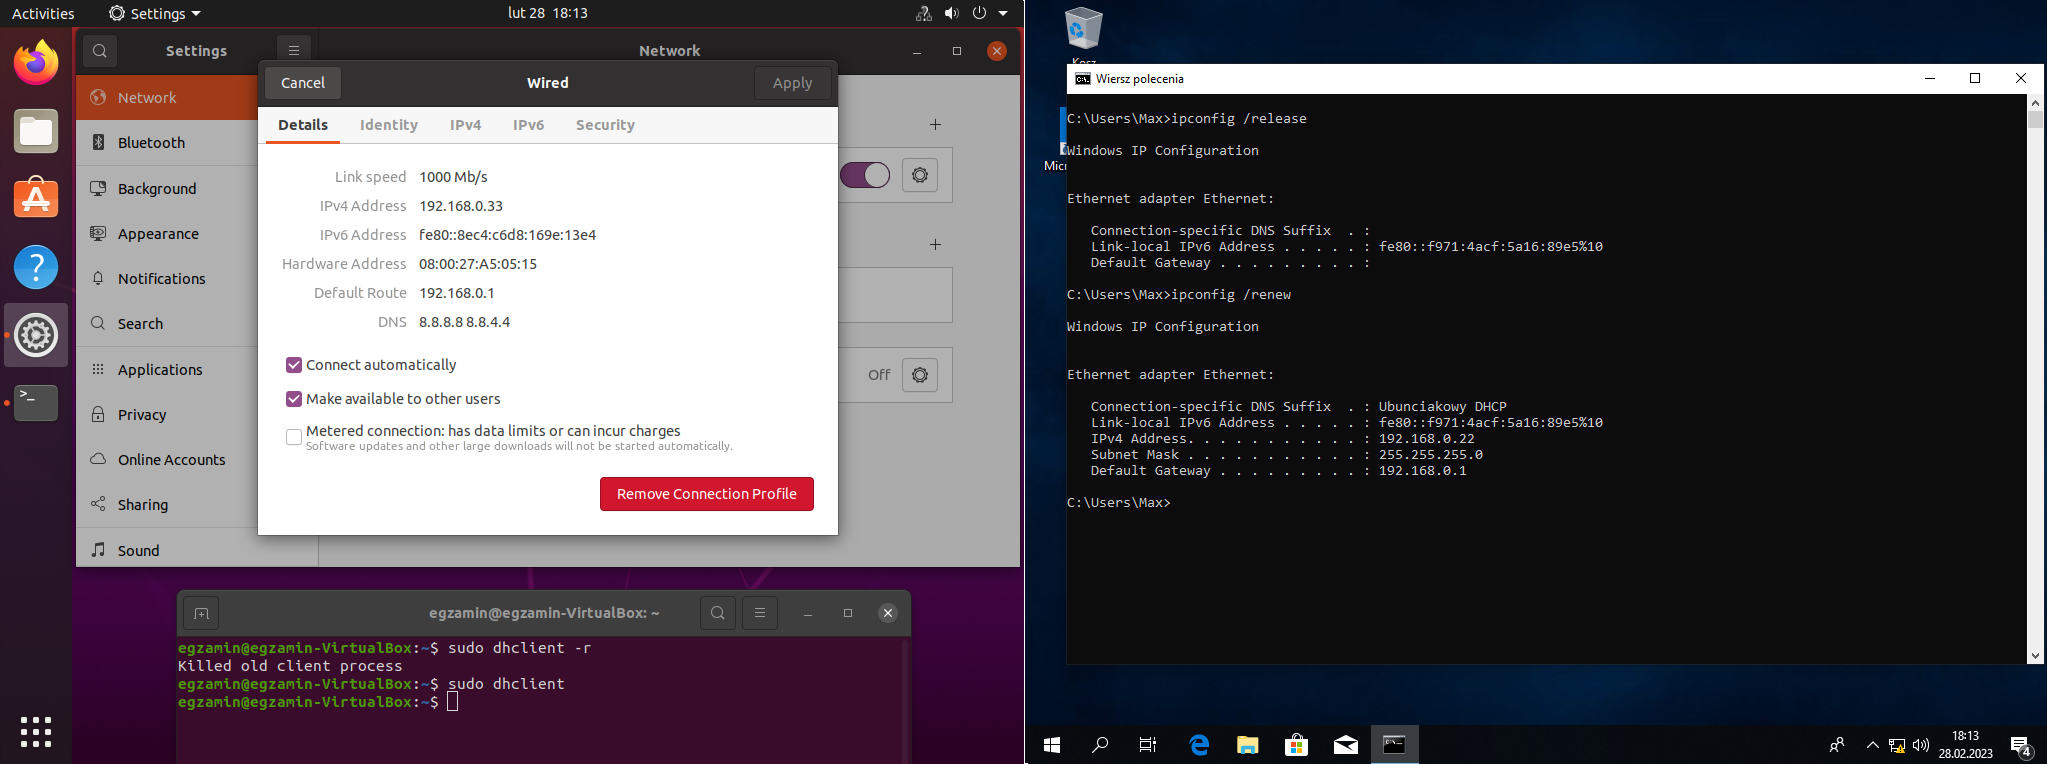 Activities
Settings
lut 28 18:13
Settings
Network
Cancel
Wired
Apply
Network
Bluetooth
Background
Appearance
Notifications
Search
Applications
Privacy
Online Accounts
Sharing
Sound
Details Identity IPv4 IPv6 Security
Link speed 1000 Mb/s
IPv4 Address 192.168.0.33
IPv6 Address fe80::8ec4:c6d8:169e:13e4
Hardware Address 08:00:27:A5:05:15
Default Route 192.168.0.1
DNS 8.8.8.8 8.8.4.4
Connect automatically
Make available to other users
Metered connection: has data limits or can incur charges
Software updates and other large downloads will not be started automatically.
Remove Connection Profile
Off
egzamin@egzamin-VirtualBox: ~
egzamin@egzamin-VirtualBox:~$ sudo dhclient -r
Killed old client process
egzamin@egzamin-VirtualBox:~$ sudo dhclient
egzamin@egzamin-VirtualBox:~$
Kosz
Micr
Wiersz polecenia
C:\Users\Max>ipconfig /release
Windows IP Configuration
Ethernet adapter Ethernet:
Connection-specific DNS Suffix . :
Link-local IPv6 Address . . . . . : fe80::f971:4acf:5a16:89e5%10
Default Gateway . . . . . . . . . :
C:\Users\Max>ipconfig /renew
Windows IP Configuration
Ethernet adapter Ethernet:
Connection-specific DNS Suffix . : Ubunciakowy DHCP
Link-local IPv6 Address . . . . . : fe80::f971:4acf:5a16:89e5%10
IPv4 Address. . . . . . . . . . . : 192.168.0.22
Subnet Mask . . . . . . . . . . . : 255.255.255.0
Default Gateway . . . . . . . . . : 192.168.0.1
C:\Users\Max>
18:13
28.02.2023
4